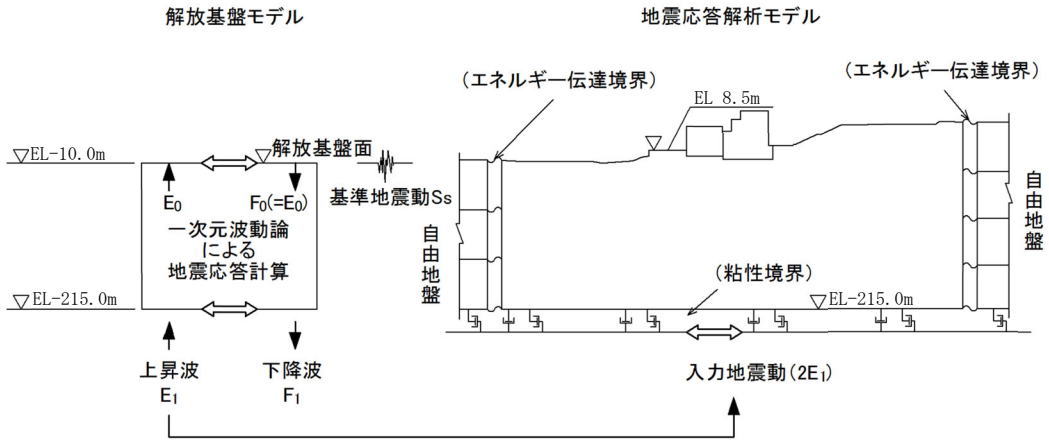 解放基盤モデル
地震応答解析モデル
(エネルギー伝達境界)
(エネルギー伝達境界)
EL 8.5m
▽EL-10.0m
解放基盤面
基準地震動Ss
E₀
F₀(=E₀)
一次元波動論
による
地震応答計算
自由地盤
自由地盤
(粘性境界)
▽EL-215.0m
▽EL-215.0m
上昇波
E₁
下降波
F₁
入力地震動(2E₁)